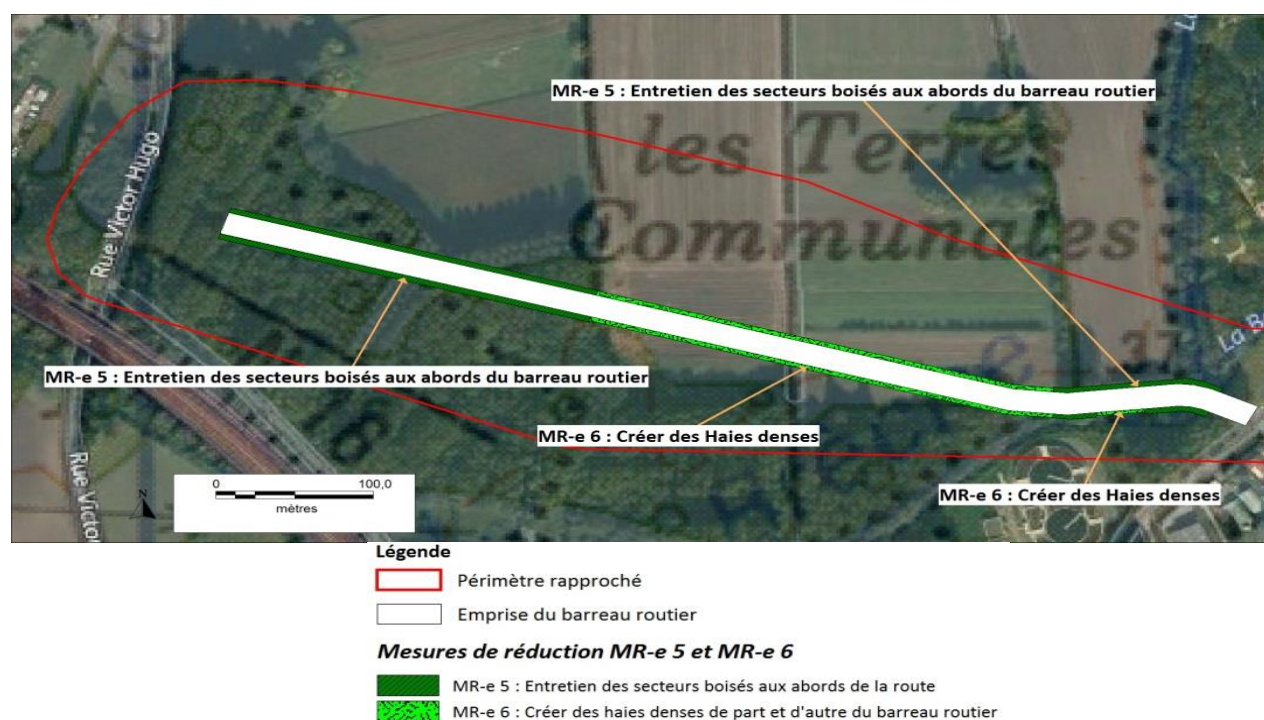 MR-e 5 : Entretien des secteurs boisés aux abords du barreau routier
les Terres
Communales
Rue Victor Hugo
37
MR-e 5 : Entretien des secteurs boisés aux abords du barreau routier
MR-e 6 : Créer des Haies denses
MR-e 6 : Créer des Haies denses
0 100,0
mètres
N
Légende
Périmètre rapproché
Emprise du barreau routier
Mesures de réduction MR-e 5 et MR-e 6
MR-e 5 : Entretien des secteurs boisés aux abords de la route
MR-e 6 : Créer des haies denses de part et d'autre du barreau routier